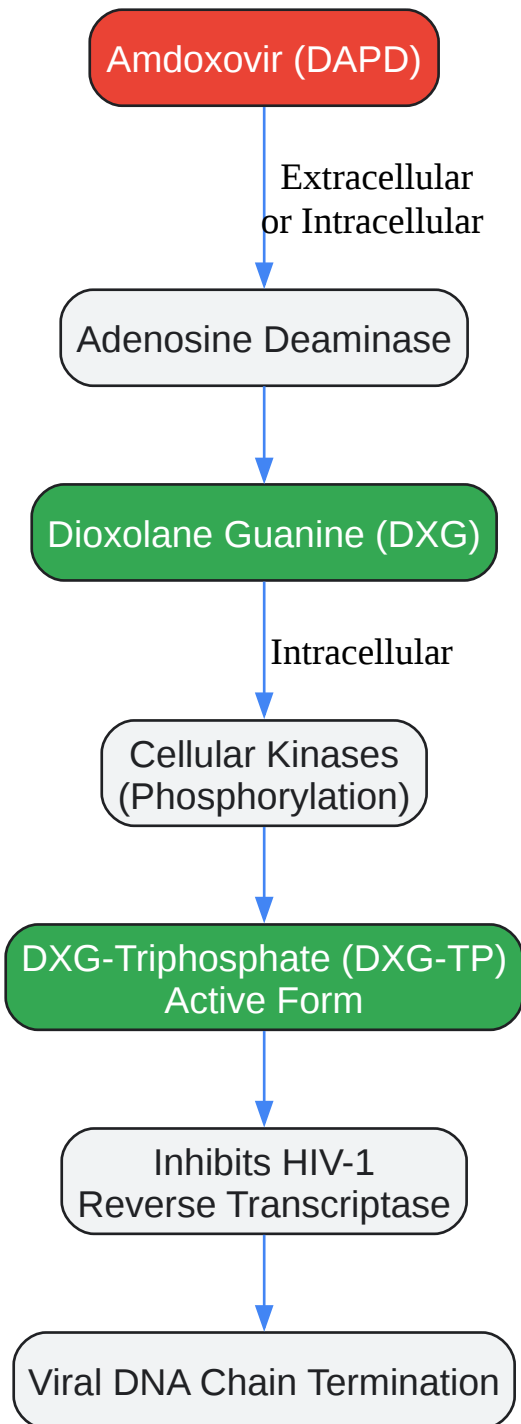 Amdoxovir (DAPD)
Extracellular
or Intracellular
Adenosine Deaminase
Dioxolane Guanine (DXG)
Intracellular
Cellular Kinases
(Phosphorylation)
DXG-Triphosphate (DXG-TP)
Active Form
Inhibits HIV-1
Reverse Transcriptase
Viral DNA Chain Termination